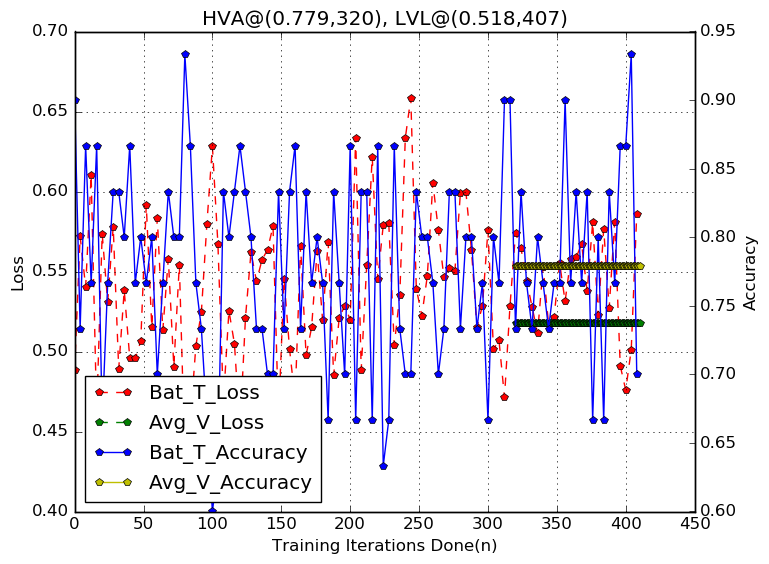 HVA@(0.779,320), LVL@(0.518,407)
0.70
0.65
0.60
0.55
0.50
0.45
0.40
Loss
0.95
0.90
0.85
0.80
0.75
0.70
0.65
0.60
Accuracy
Bat_T_Loss
Avg_V_Loss
Bat_T_Accuracy
Avg_V_Accuracy
0 50 100 150 200 250 300 350 400 450
Training Iterations Done(n)